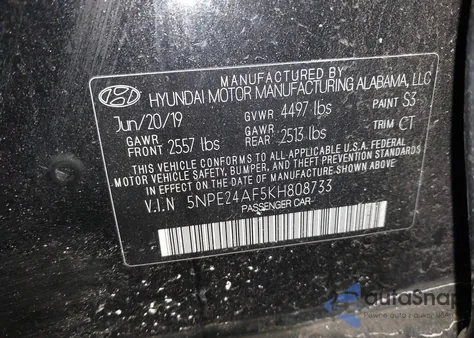 MANUFACTURED BY
HYUNDAI MOTOR MANUFACTURING ALABAMA, LLC
Jun/20/19 GVWR 4497 lbs PAINT S3
GAWR FRONT 2557 lbs GAWR REAR 2513 lbs TRIM CT
THIS VEHICLE CONFORMS TO ALL APPLICABLE U.S.A. FEDERAL
MOTOR VEHICLE SAFETY, BUMPER, AND THEFT PREVENTION STANDARDS
IN EFFECT ON THE DATE OF MANUFACTURE SHOWN ABOVE.
V.I.N 5NPE24AF5KH808733
PASSENGER CAR
autoSnap
Pewne auto z